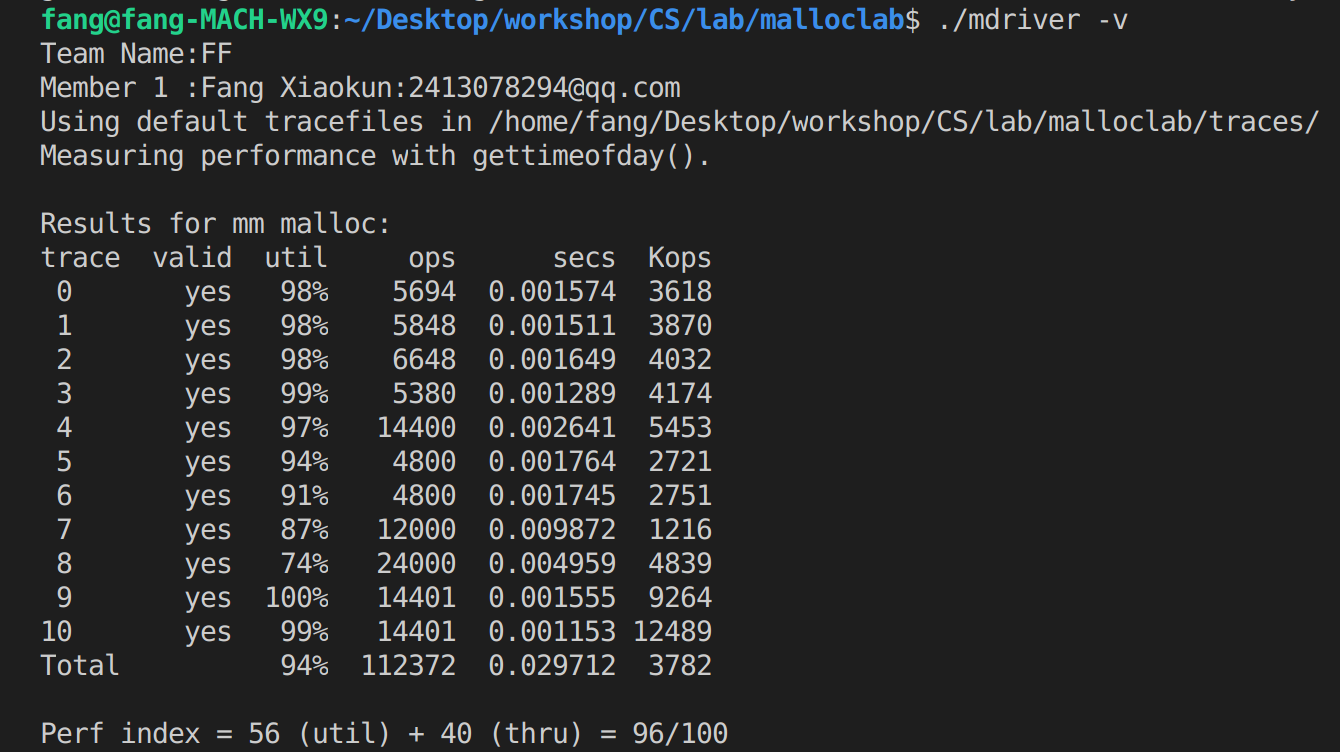 fang@fang-MACH-WX9:~/Desktop/workshop/CS/lab/malloclab$ ./mdriver -v
Team Name:FF
Member 1 :Fang Xiaokun:2413078294@qq.com
Using default tracefiles in /home/fang/Desktop/workshop/CS/lab/malloclab/traces/
Measuring performance with gettimeofday().

Results for mm malloc:
trace  valid  util     ops      secs  Kops
 0       yes   98%    5694  0.001574  3618
 1       yes   98%    5848  0.001511  3870
 2       yes   98%    6648  0.001649  4032
 3       yes   99%    5380  0.001289  4174
 4       yes   97%   14400  0.002641  5453
 5       yes   94%    4800  0.001764  2721
 6       yes   91%    4800  0.001745  2751
 7       yes   87%   12000  0.009872  1216
 8       yes   74%   24000  0.004959  4839
 9       yes  100%   14401  0.001555  9264
10       yes   99%   14401  0.001153 12489
Total          94%  112372  0.029712  3782

Perf index = 56 (util) + 40 (thru) = 96/100